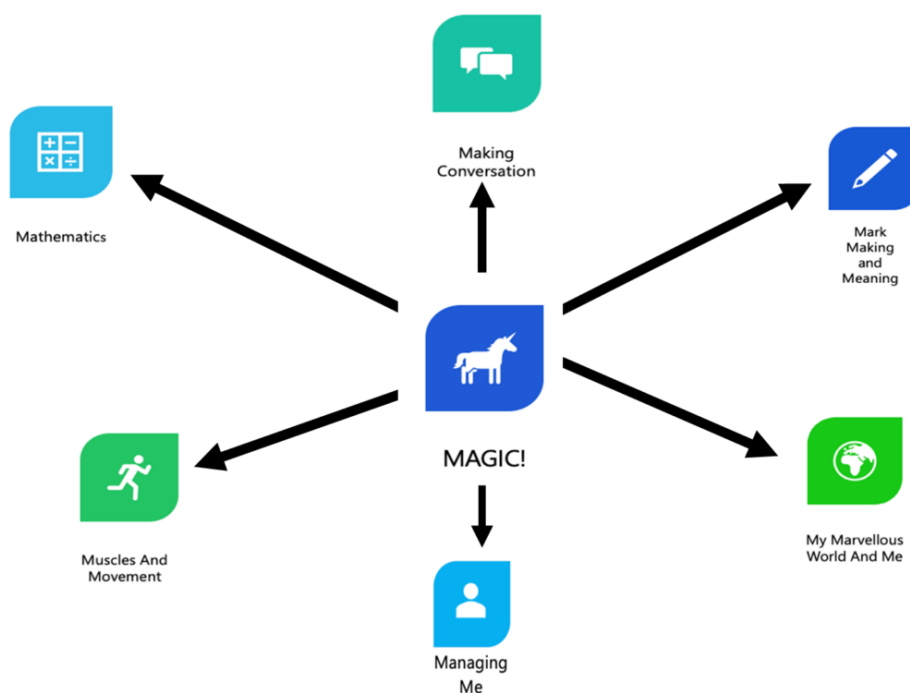 Making
Conversation
Mathematics
Mark
Making
and
Meaning
MAGIC!
Muscles And
Movement
My Marvellous
World And Me
Managing
Me